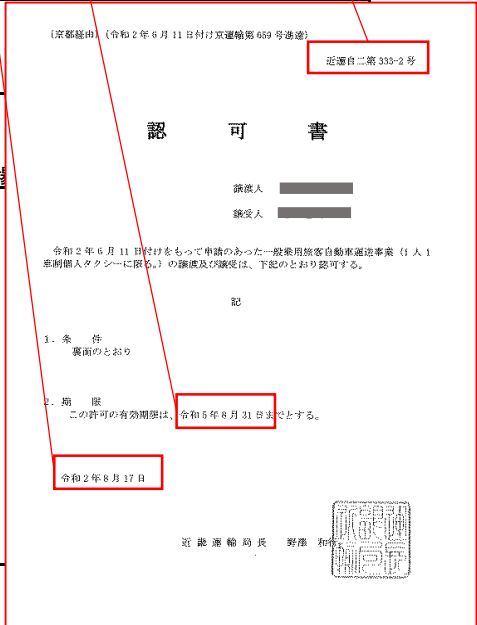 (京都経由)(令和2年6月11日付け京運輸第659号進達)
近運自二第333-2号
認 可 書
譲渡人
譲受人
令和2年6月11日付けをもって申請のあった一般乗用旅客自動車運送事業(1人1
車制個人タクシーに限る。)の譲渡及び譲受は、下記のとおり認可する。
記
1.条 件
裏面のとおり
2.期 限
この許可の有効期限は、令和5年8月31日までとする。
令和2年8月17日
近畿運輸局長 野澤 和行